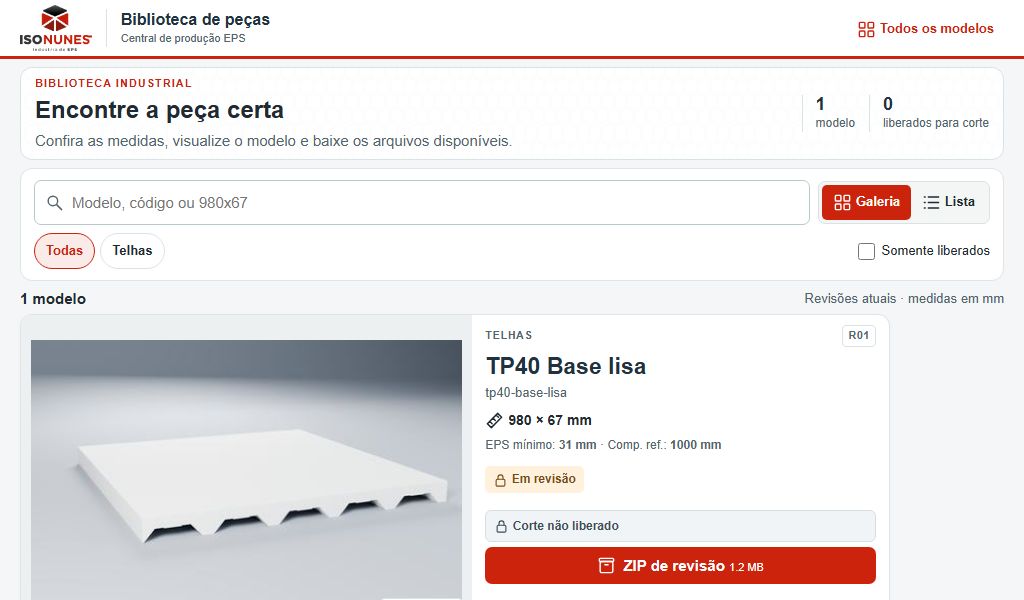 ISONUNES
Indústria de EPS
Biblioteca de peças
Central de produção EPS
Todos os modelos
BIBLIOTECA INDUSTRIAL
Encontre a peça certa
Confira as medidas, visualize o modelo e baixe os arquivos disponíveis.
1
modelo
0
liberados para corte
Modelo, código ou 980x67
Galeria
Lista
Todas
Telhas
Somente liberados
1 modelo
Revisões atuais · medidas em mm
TELHAS
R01
TP40 Base lisa
tp40-base-lisa
980 × 67 mm
EPS mínimo: 31 mm · Comp. ref.: 1000 mm
Em revisão
Corte não liberado
ZIP de revisão 1.2 MB